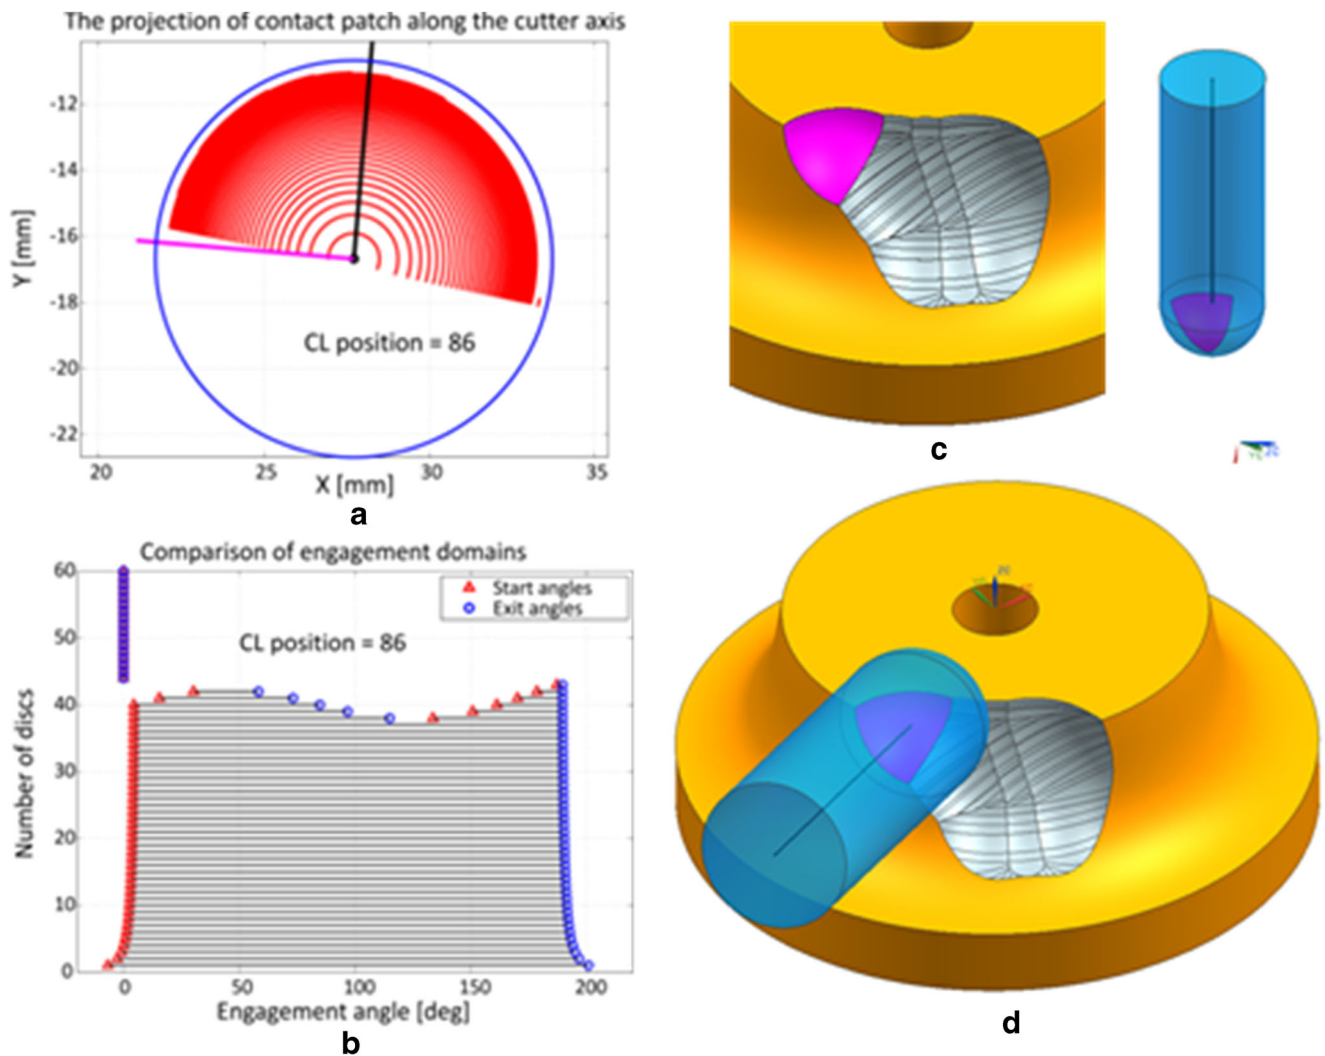 The projection of contact patch along the cutter axis
-12
-14
-16
-18
-20
-22
Y [mm]
CL position = 86
20
25
30
35
X [mm]
a
c
Comparison of engagement domains
60
50
40
30
20
10
0
Number of discs
Start angles
Exit angles
CL position = 86
0
50
100
150
200
Engagement angle [deg]
b
d